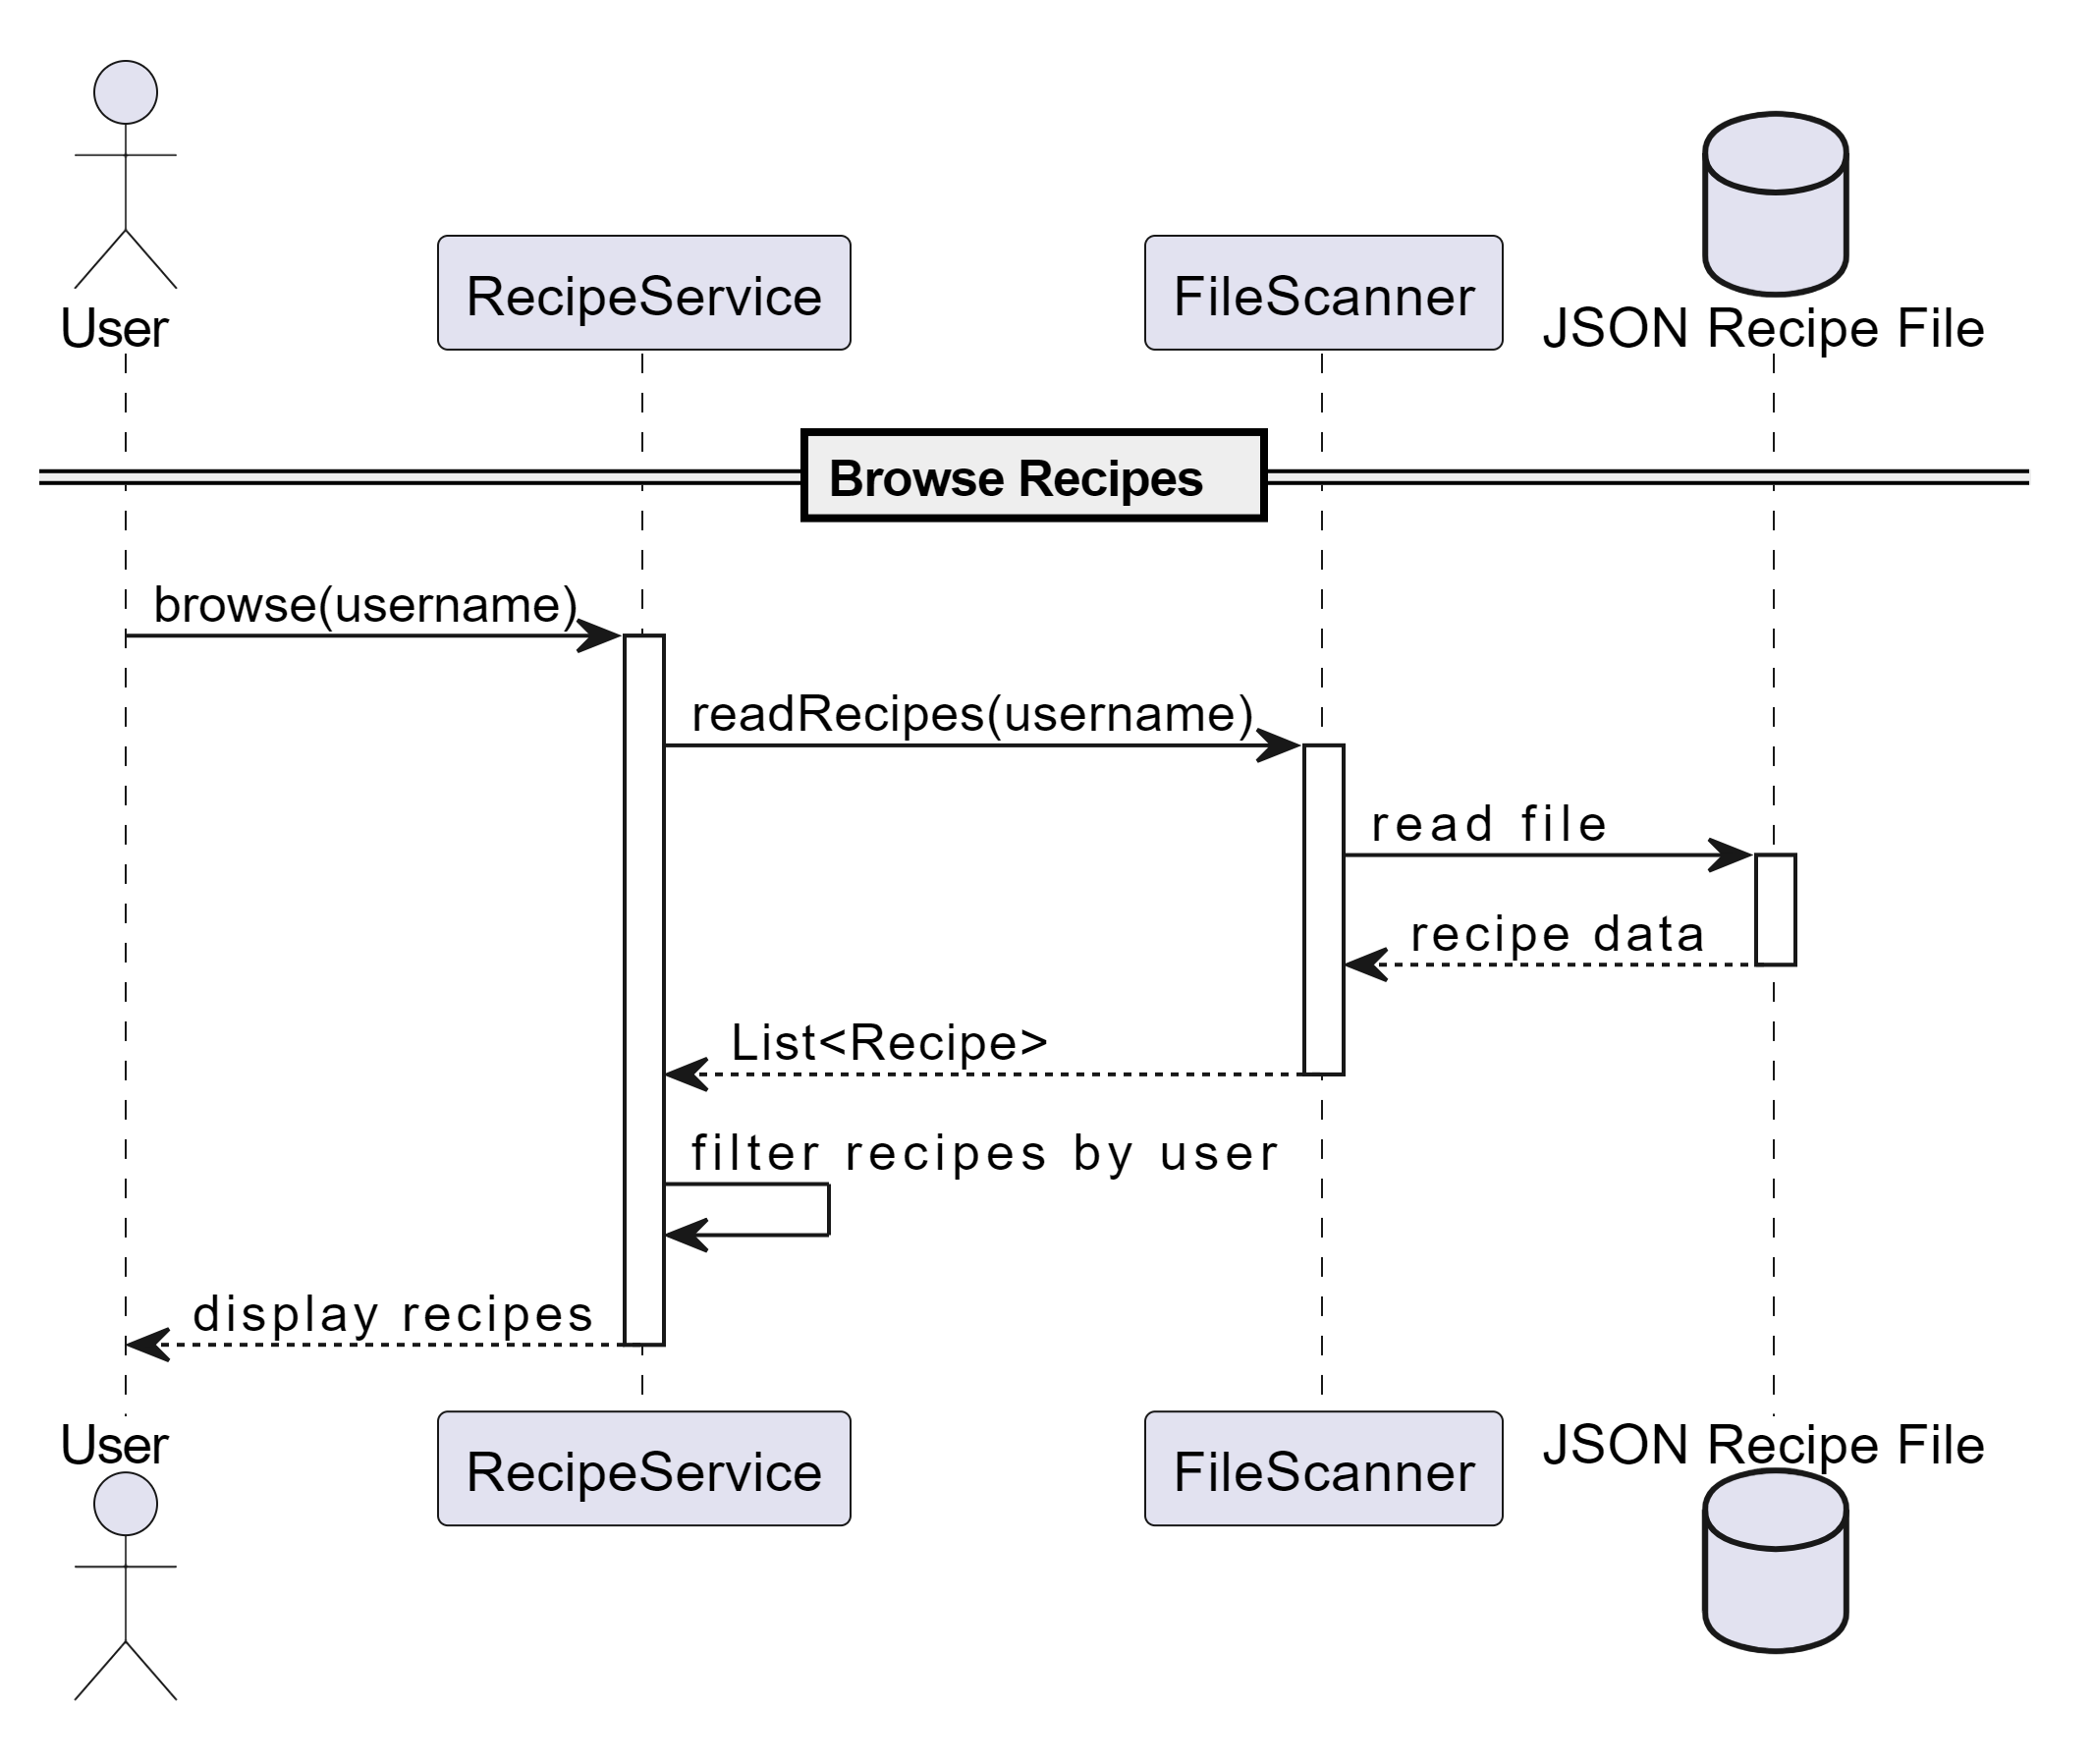 User
RecipeService
FileScanner
JSON Recipe File
Browse Recipes
browse(username)
readRecipes(username)
read file
recipe data
List<Recipe>
filter recipes by user
display recipes
User
RecipeService
FileScanner
JSON Recipe File